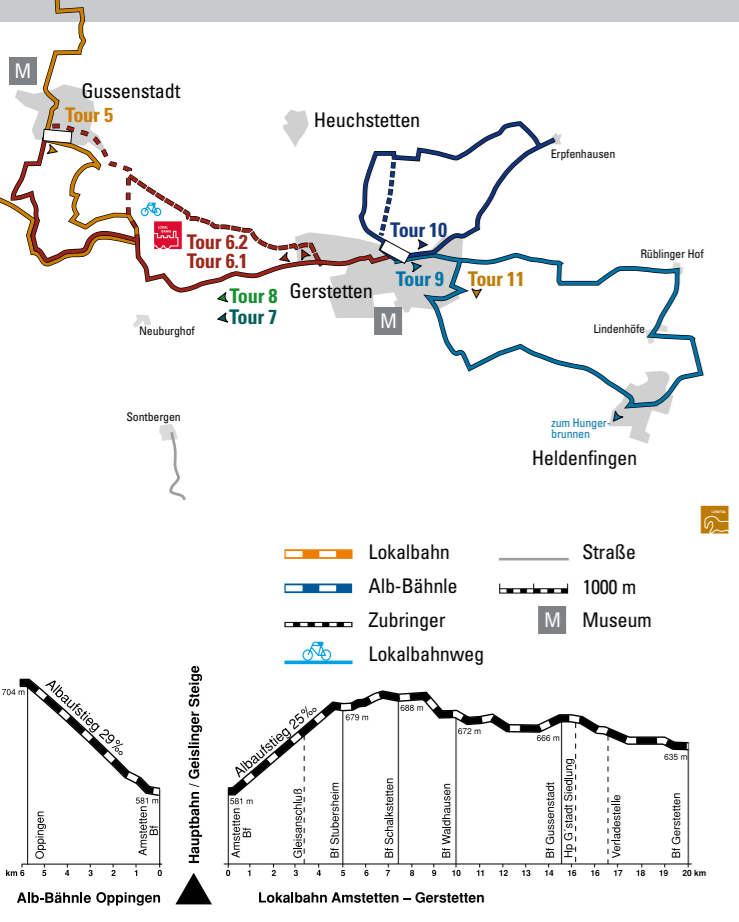 M
Gussenstadt
Tour 5
Heuchstetten
Erpfenhausen
LOKAL
BAHN
Tour 6.2
Tour 6.1
Tour 10
Rüblinger Hof
Tour 9
Tour 11
Gerstetten
Tour 8
Tour 7
M
Neuburghof
Lindenhöfe
Sontbergen
zum Hunger-
brunnen
Heldenfingen
LONETAL
Lokalbahn
Straße
Alb-Bähnle
1000 m
Zubringer
M
Museum
Lokalbahnweg
704 m
Albaufstieg 29‰
581 m
Oppingen
Amstetten
Bf
km 6 5 4 3 2 1 0
Alb-Bähnle Oppingen
Hauptbahn / Geislinger Steige
Albaufstieg 25‰
581 m
679 m
688 m
672 m
666 m
635 m
Amstetten
Bf
Gleisanschluß
Bf Stubersheim
Bf Schalkstetten
Bf Waldhausen
Bf Gussenstadt
Hp G´stadt Siedlung
Verladestelle
Bf Gerstetten
0 1 2 3 4 5 6 7 8 9 10 11 12 13 14 15 16 16 17 18 19 20 km
Lokalbahn Amstetten – Gerstetten